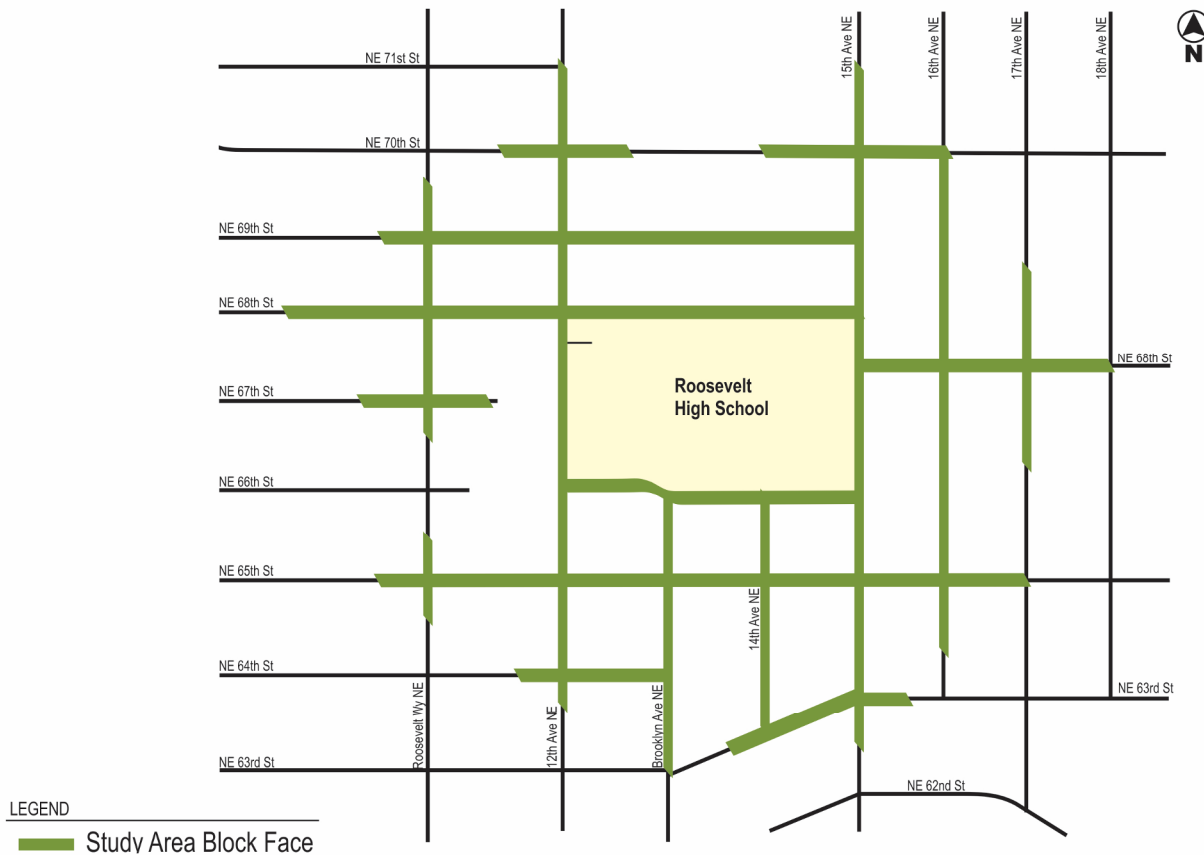 NE 71st St
15th Ave NE
16th Ave NE
17th Ave NE
18th Ave NE
N
NE 70th St
NE 69th St
NE 68th St
NE 68th St
NE 67th St
Roosevelt
High School
NE 66th St
NE 65th St
14th Ave NE
NE 64th St
Roosevelt Wy NE
12th Ave NE
Brooklyn Ave NE
NE 63rd St
NE 63rd St
NE 62nd St
LEGEND
Study Area Block Face